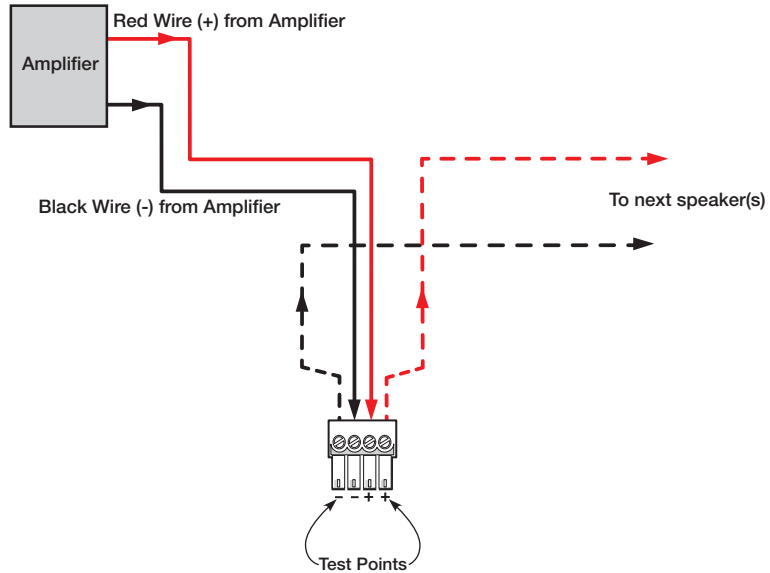 Red Wire (+) from Amplifier
Amplifier
Black Wire (-) from Amplifier
To next speaker(s)
- - + +
Test Points